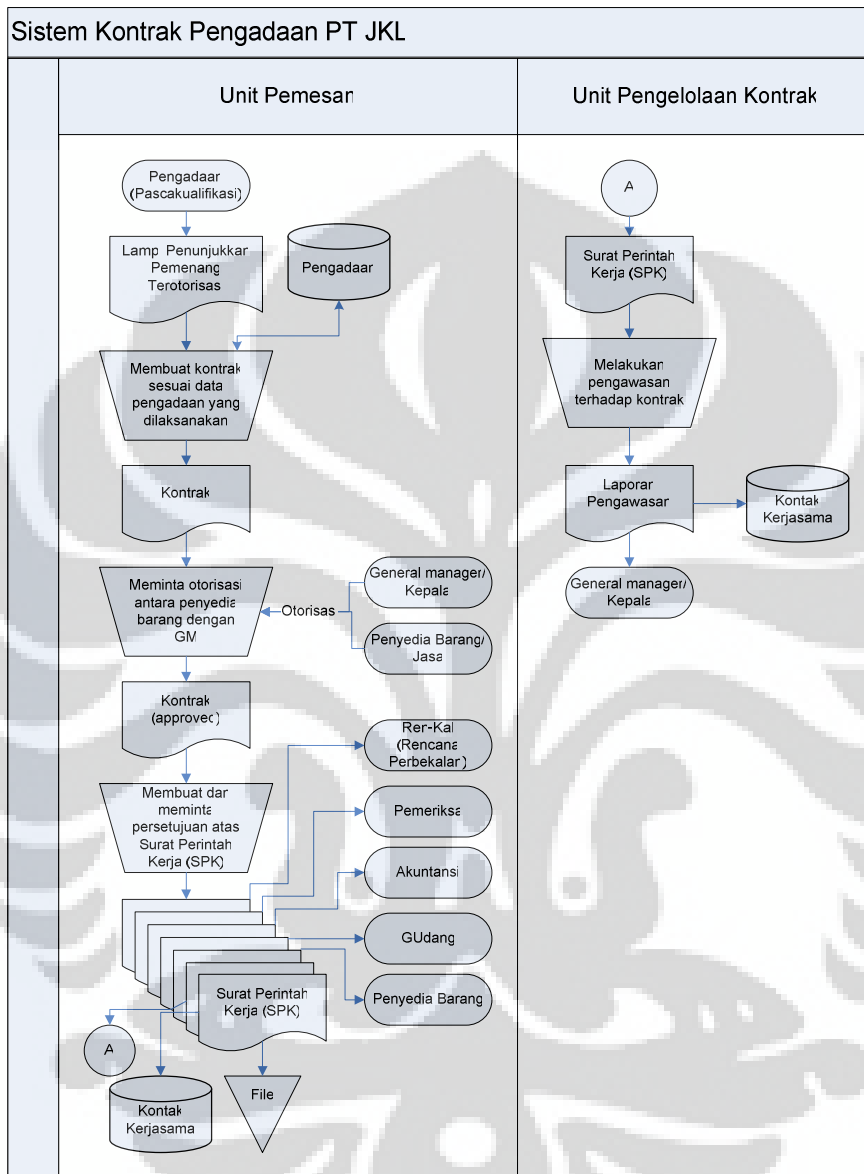 Sistem Kontrak Pengadaan PT JKL
Unit Pemesan
Unit Pengelolaan Kontrak
Pengadaar
(Pascakualifikasi)
Lamp Penunjukkar
Pemenang
Terotorisas
Pengadaar
Membuat kontrak
sesuai data
pengadaan yang
dilaksanakan
Kontrak
Meminta otorisasi
antara penyedia
barang dengan
GM
Otorisas
General manager/
Kepala
Penyedia Barang/
Jasa
Kontrak
(approved)
Membuat dar
meminta
persetujuan atas
Surat Perintah
Kerja (SPK)
Rer-Kal
(Rencana
Perbekalar)
Pemeriksa
Akuntansi
GUdang
Penyedia Barang
Surat Perintah
Kerja (SPK)
A
Kontak
Kerjasama
File
A
Surat Perintah
Kerja (SPK)
Melakukan
pengawasan
terhadap kontrak
Laporar
Pengawasar
Kontak
Kerjasama
General manager/
Kepala